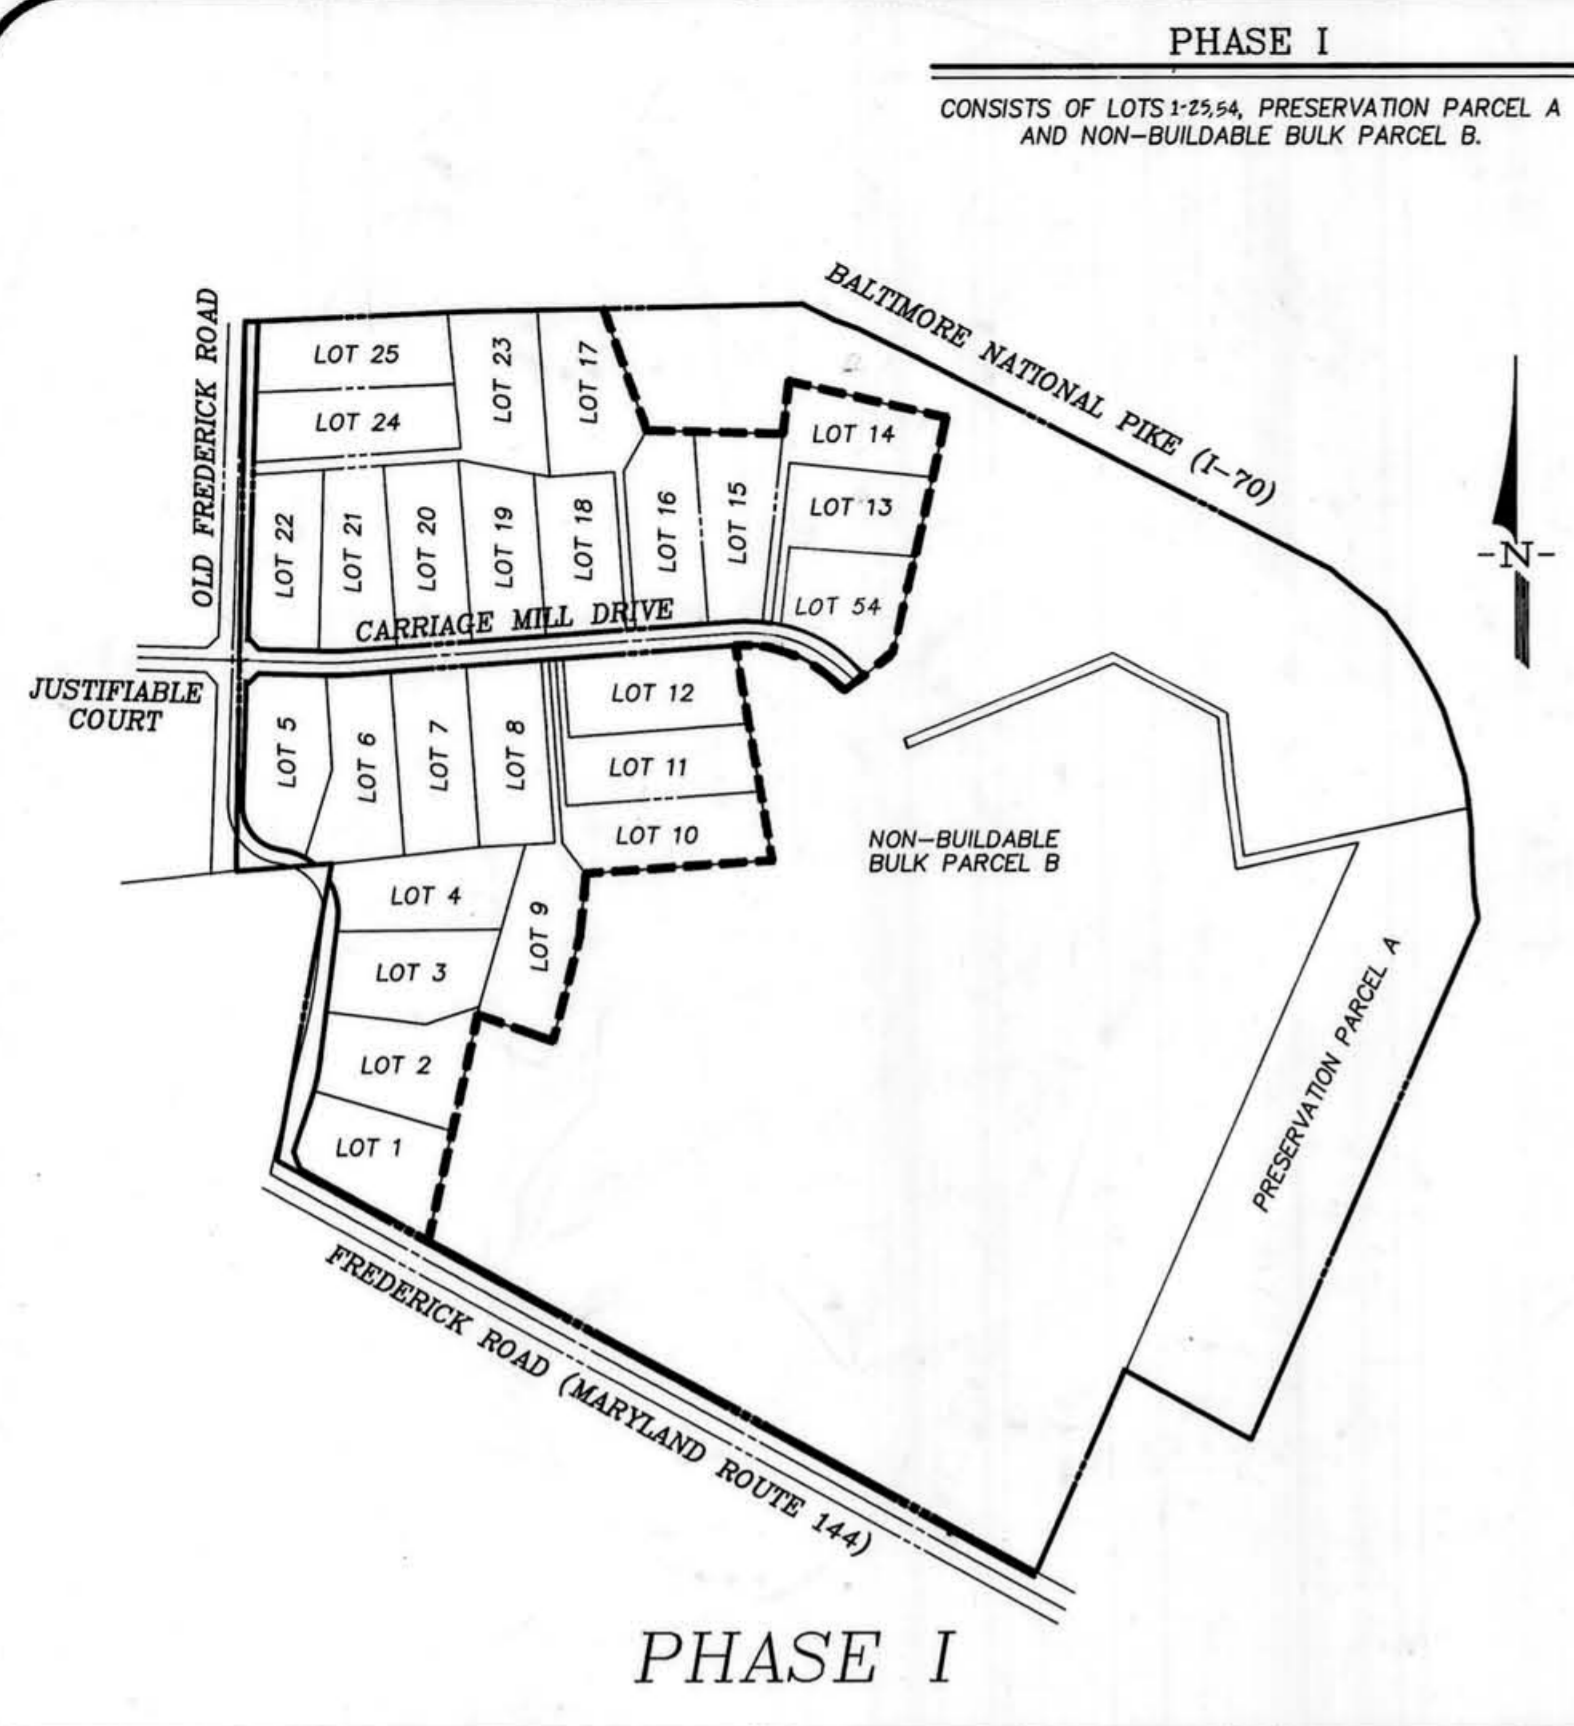 PHASE I
CONSISTS OF LOTS 1-25,54, PRESERVATION PARCEL A
AND NON-BUILDABLE BULK PARCEL B.
BALTIMORE NATIONAL PIKE (I-70)
OLD FREDERICK ROAD
LOT 25
LOT 23
LOT 17
LOT 24
LOT 14
LOT 13
LOT 22
LOT 21
LOT 20
LOT 19
LOT 18
LOT 16
LOT 15
LOT 54
-N-
CARRIAGE MILL DRIVE
JUSTIFIABLE
COURT
LOT 5
LOT 6
LOT 7
LOT 8
LOT 12
LOT 11
LOT 10
NON-BUILDABLE
BULK PARCEL B
LOT 4
LOT 9
LOT 3
LOT 2
LOT 1
PRESERVATION PARCEL A
FREDERICK ROAD (MARYLAND ROUTE 144)
PHASE I